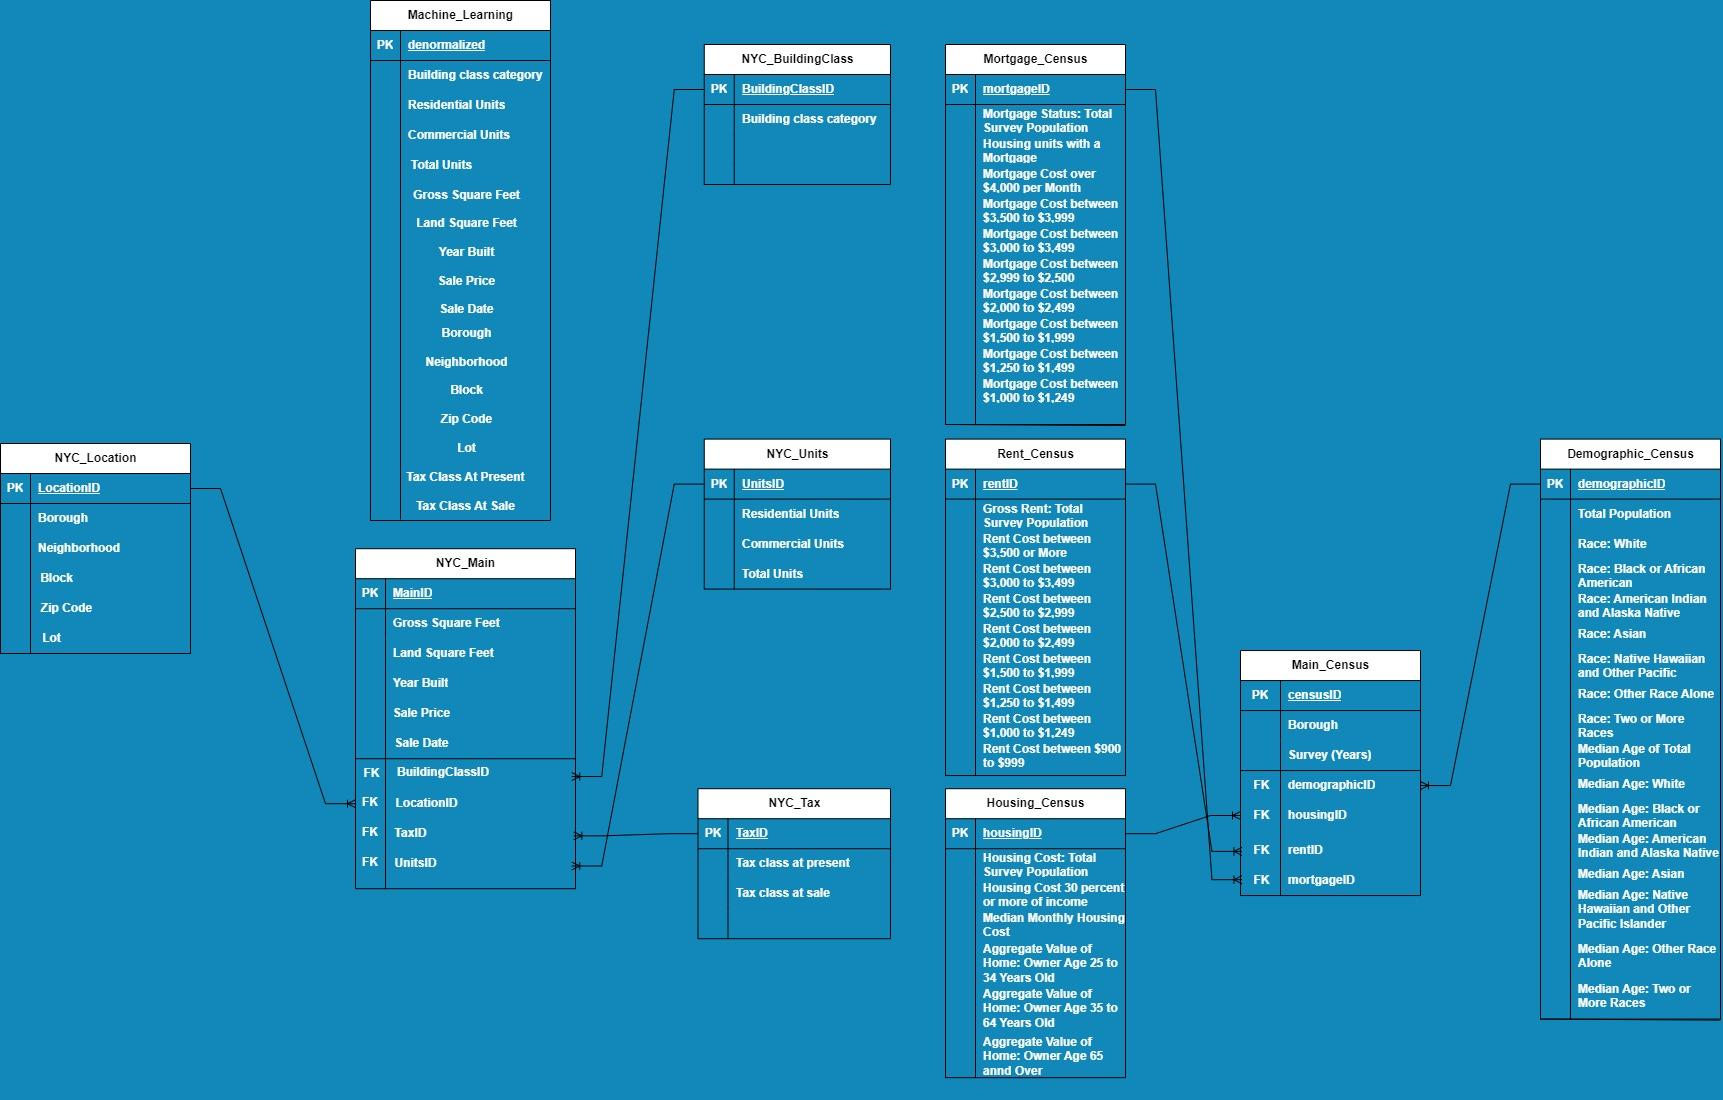 Machine_Learning
PK denormalized
Building class category
Residential Units
Commercial Units
Total Units
Gross Square Feet
Land Square Feet
Year Built
Sale Price
Sale Date
Borough
Neighborhood
Block
Zip Code
Lot
Tax Class At Present
Tax Class At Sale
NYC_Location
PK LocationID
Borough
Neighborhood
Block
Zip Code
Lot
NYC_Main
PK MainID
Gross Square Feet
Land Square Feet
Year Built
Sale Price
Sale Date
FK BuildingClassID
FK LocationID
FK TaxID
FK UnitsID
NYC_BuildingClass
PK BuildingClassID
Building class category
NYC_Units
PK UnitsID
Residential Units
Commercial Units
Total Units
NYC_Tax
PK TaxID
Tax class at present
Tax class at sale
Mortgage_Census
PK mortgageID
Mortgage Status: Total
Survey Population
Housing units with a
Mortgage
Mortgage Cost over
$4,000 per Month
Mortgage Cost between
$3,500 to $3,999
Mortgage Cost between
$3,000 to $3,499
Mortgage Cost between
$2,999 to $2,500
Mortgage Cost between
$2,000 to $2,499
Mortgage Cost between
$1,500 to $1,999
Mortgage Cost between
$1,250 to $1,499
Mortgage Cost between
$1,000 to $1,249
Rent_Census
PK rentID
Gross Rent: Total
Survey Population
Rent Cost between
$3,500 or More
Rent Cost between
$3,000 to $3,499
Rent Cost between
$2,500 to $2,999
Rent Cost between
$2,000 to $2,499
Rent Cost between
$1,500 to $1,999
Rent Cost between
$1,250 to $1,499
Rent Cost between
$1,000 to $1,249
Rent Cost between $900
to $999
Housing_Census
PK housingID
Housing Cost: Total
Survey Population
Housing Cost 30 percent
or more of income
Median Monthly Housing
Cost
Aggregate Value of
Home: Owner Age 25 to
34 Years Old
Aggregate Value of
Home: Owner Age 35 to
64 Years Old
Aggregate Value of
Home: Owner Age 65
annd Over
Main_Census
PK censusID
Borough
Survey (Years)
FK demographicID
FK housingID
FK rentID
FK mortgageID
Demographic_Census
PK demographicID
Total Population
Race: White
Race: Black or African
American
Race: American Indian
and Alaska Native
Race: Asian
Race: Native Hawaiian
and Other Pacific
Race: Other Race Alone
Race: Two or More
Races
Median Age of Total
Population
Median Age: White
Median Age: Black or
African American
Median Age: American
Indian and Alaska Native
Median Age: Asian
Median Age: Native
Hawaiian and Other
Pacific Islander
Median Age: Other Race
Alone
Median Age: Two or
More Races